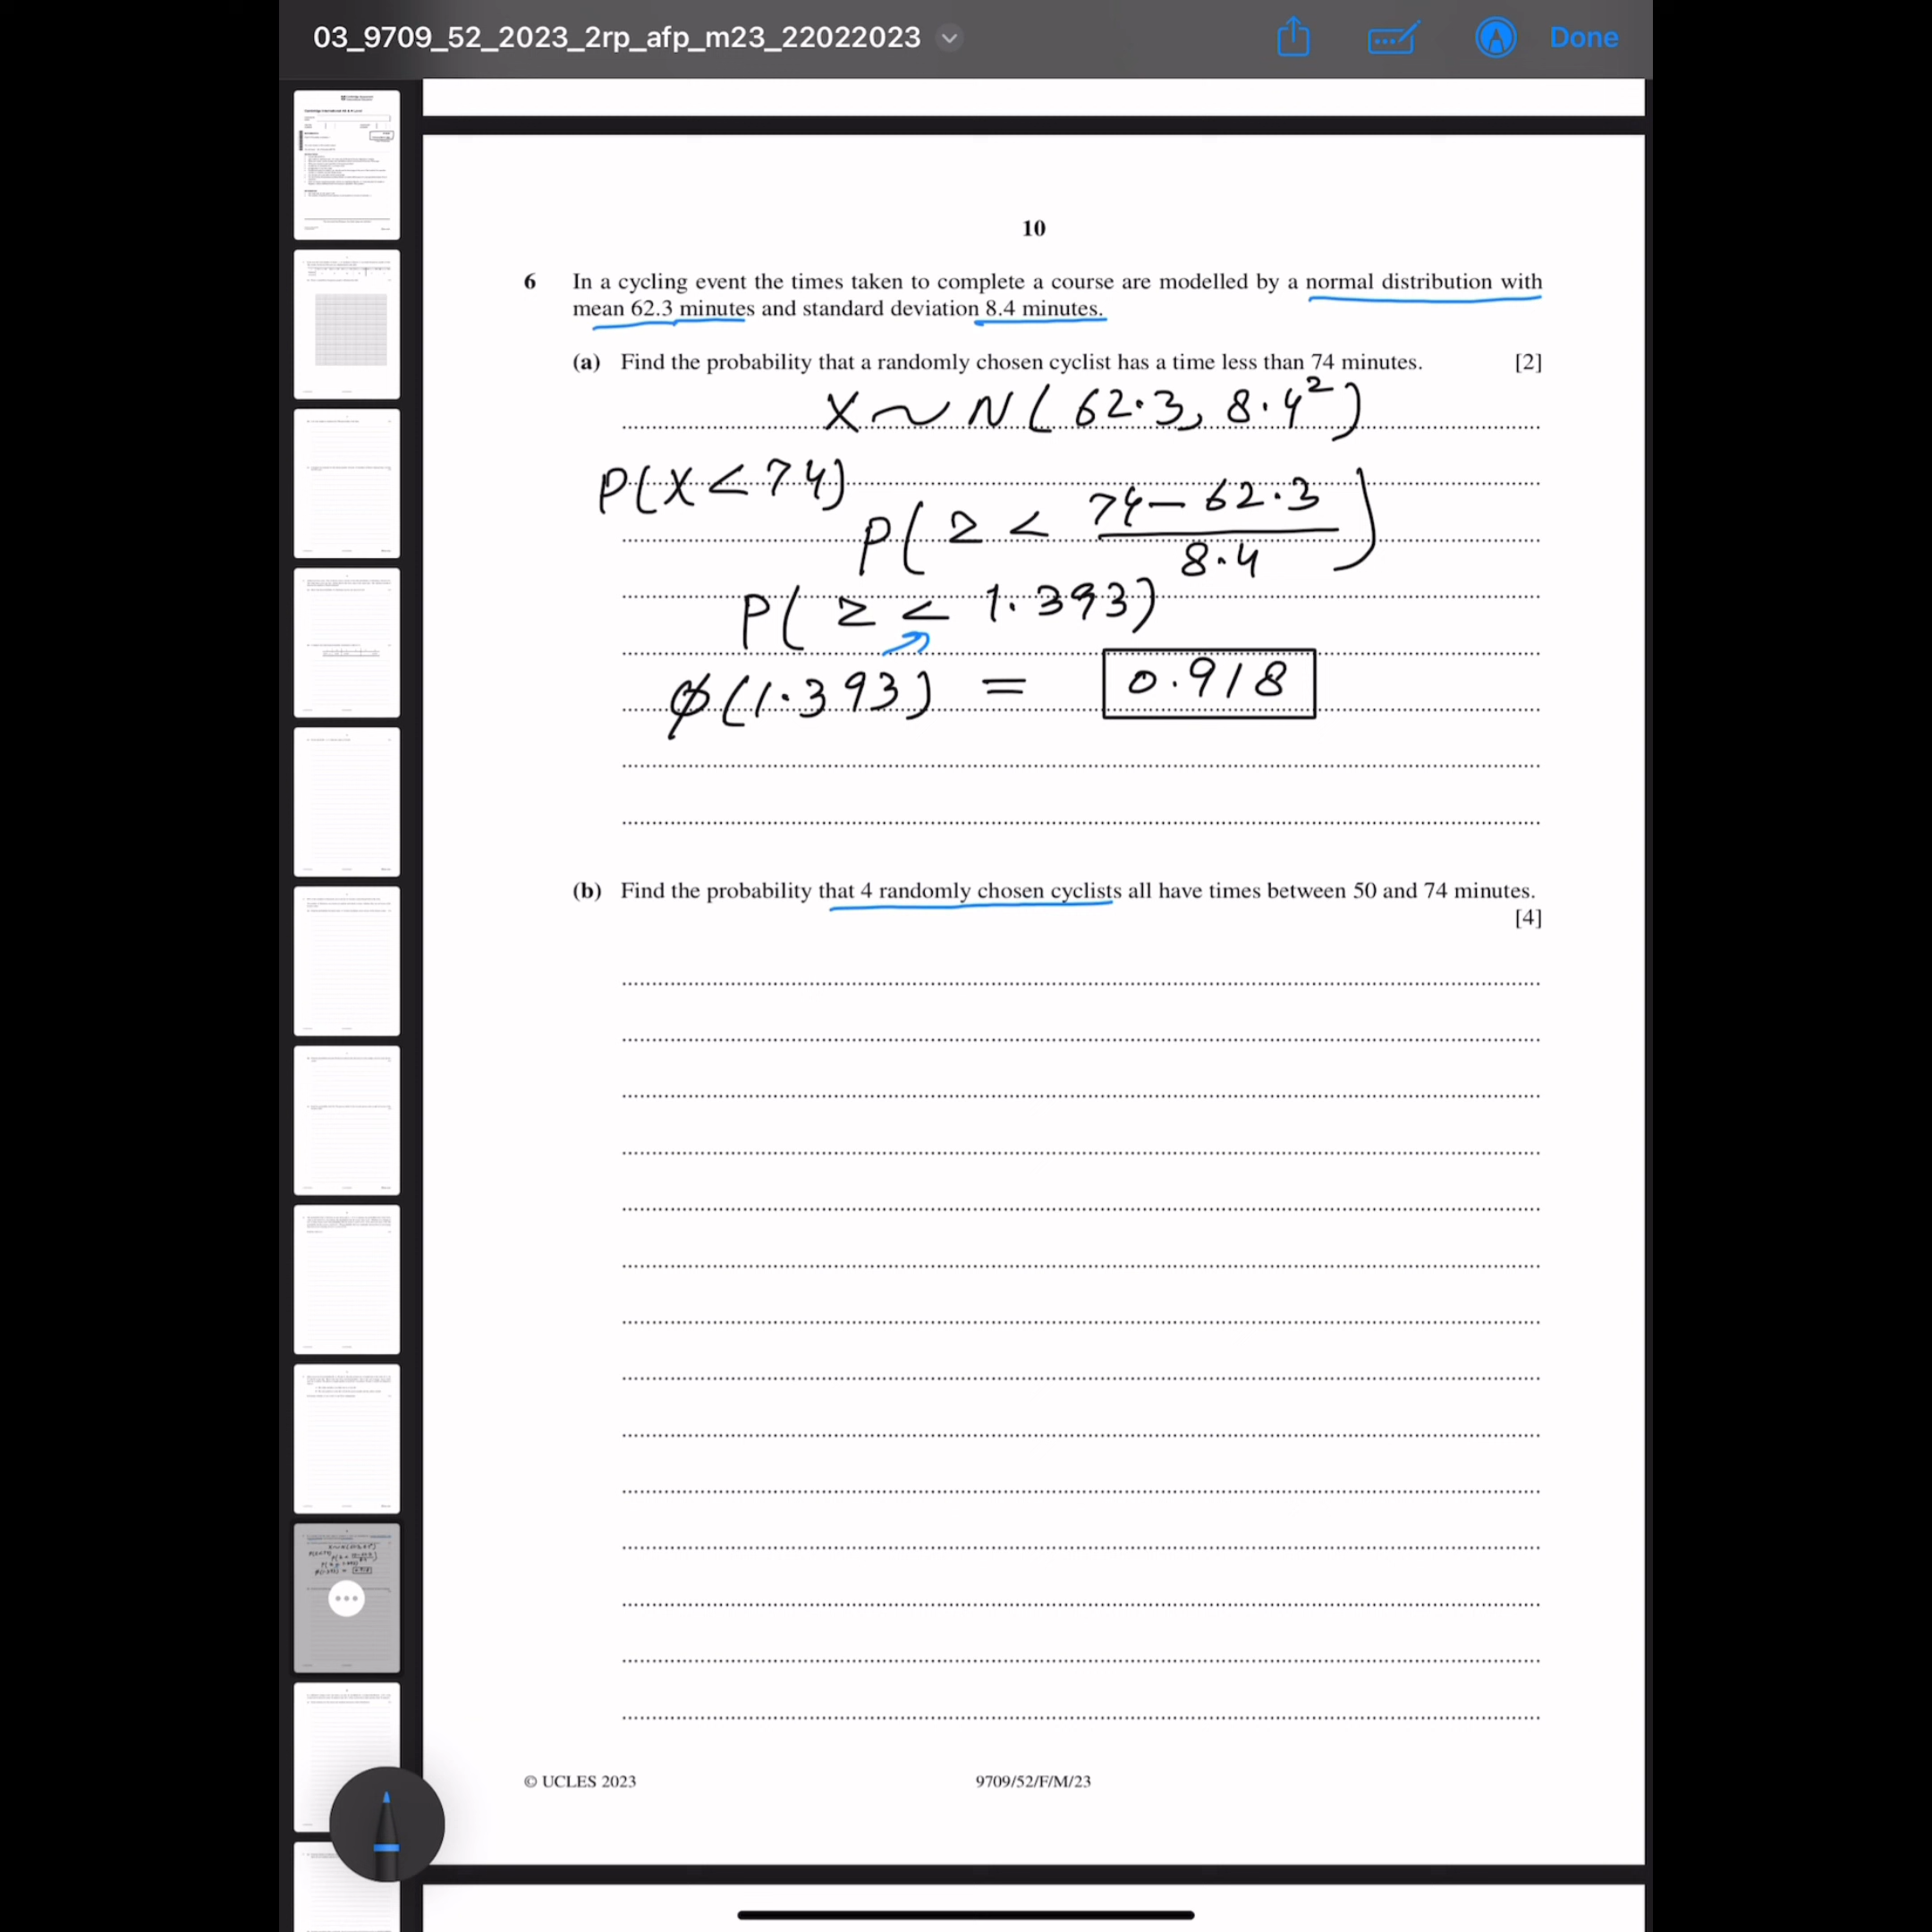 03_9709_52_2023_2rp_afp_m23_22022023
Done
10
6 In a cycling event the times taken to complete a course are modelled by a normal distribution with
mean 62.3 minutes and standard deviation 8.4 minutes.
(a) Find the probability that a randomly chosen cyclist has a time less than 74 minutes. [2]
X ~ N ( 62.3, 8.4² )
P(X < 74)
P( Z < (74 - 62.3)/8.4 )
P( Z < 1.393)
Ø(1.393) = 0.918
(b) Find the probability that 4 randomly chosen cyclists all have times between 50 and 74 minutes.
[4]
© UCLES 2023 9709/52/F/M/23